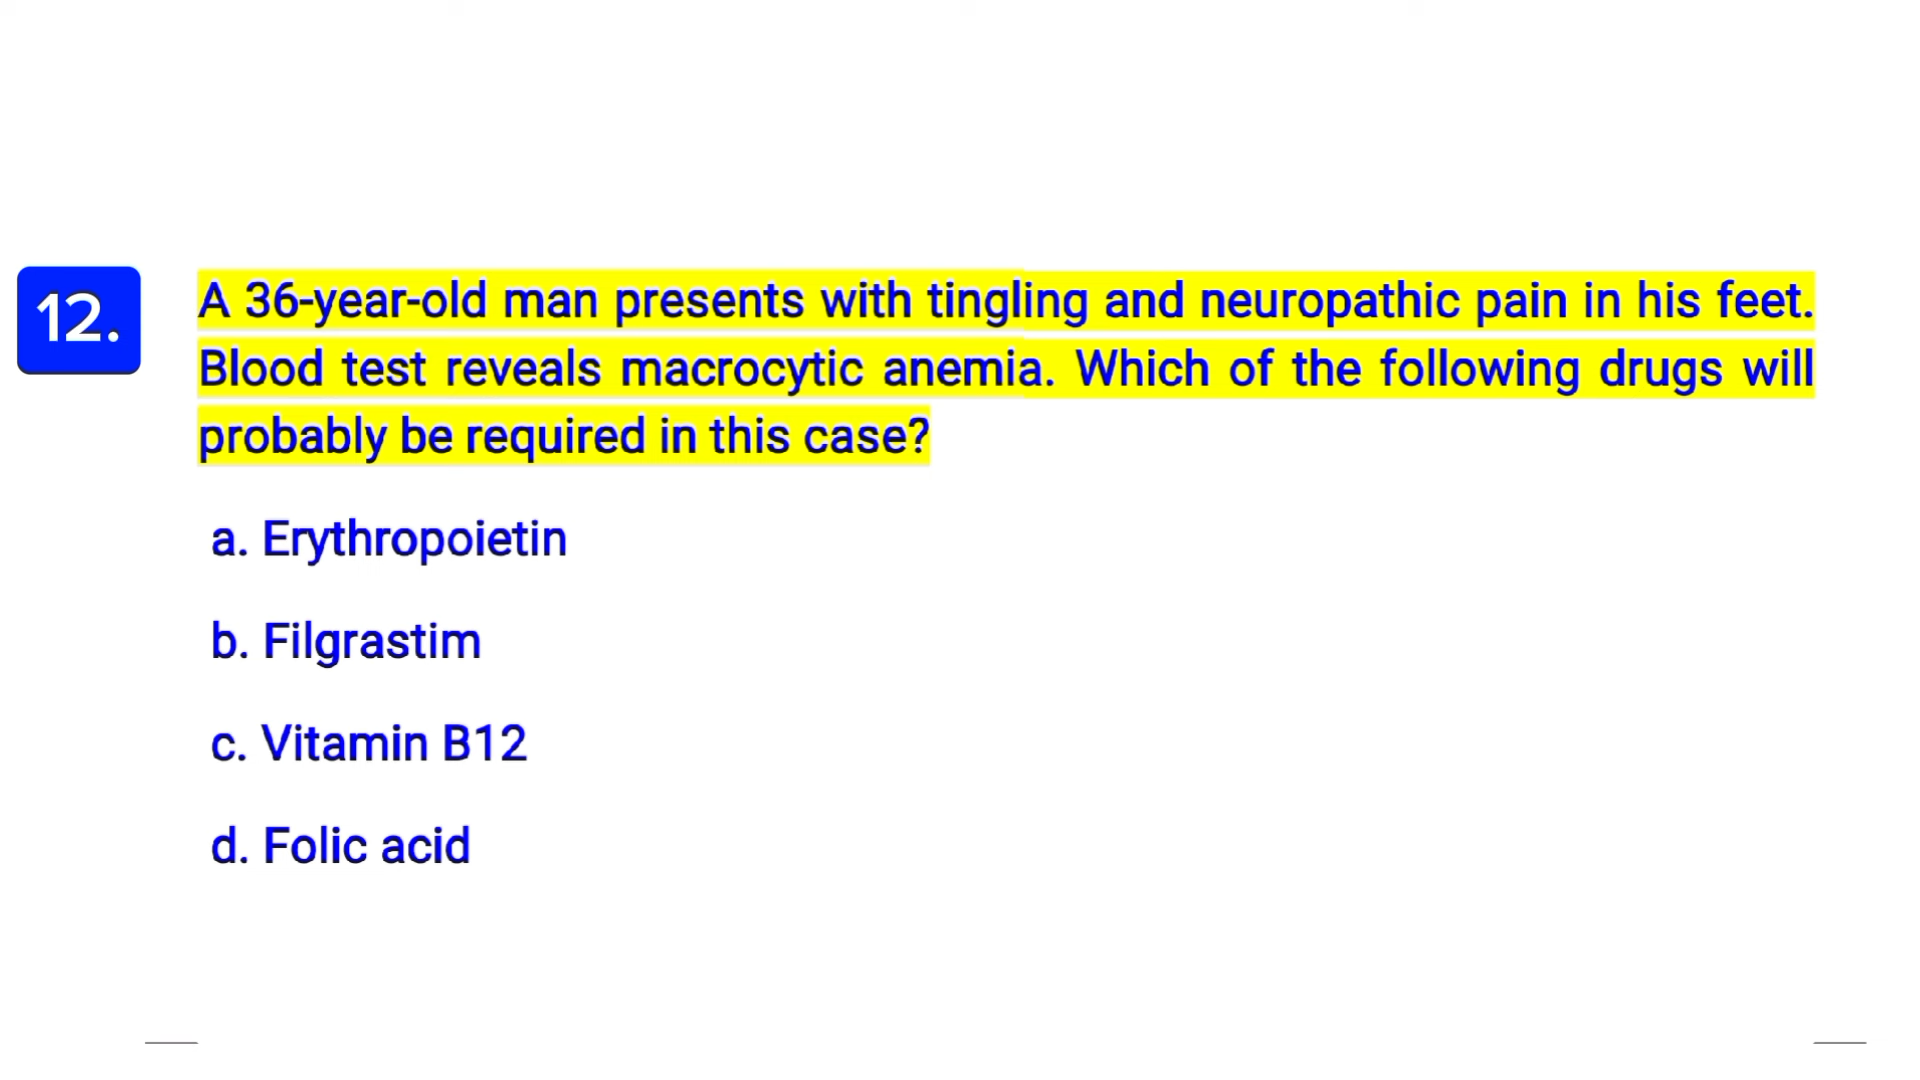 12.
A 36-year-old man presents with tingling and neuropathic pain in his feet.
Blood test reveals macrocytic anemia. Which of the following drugs will
probably be required in this case?
a. Erythropoietin
b. Filgrastim
c. Vitamin B12
d. Folic acid